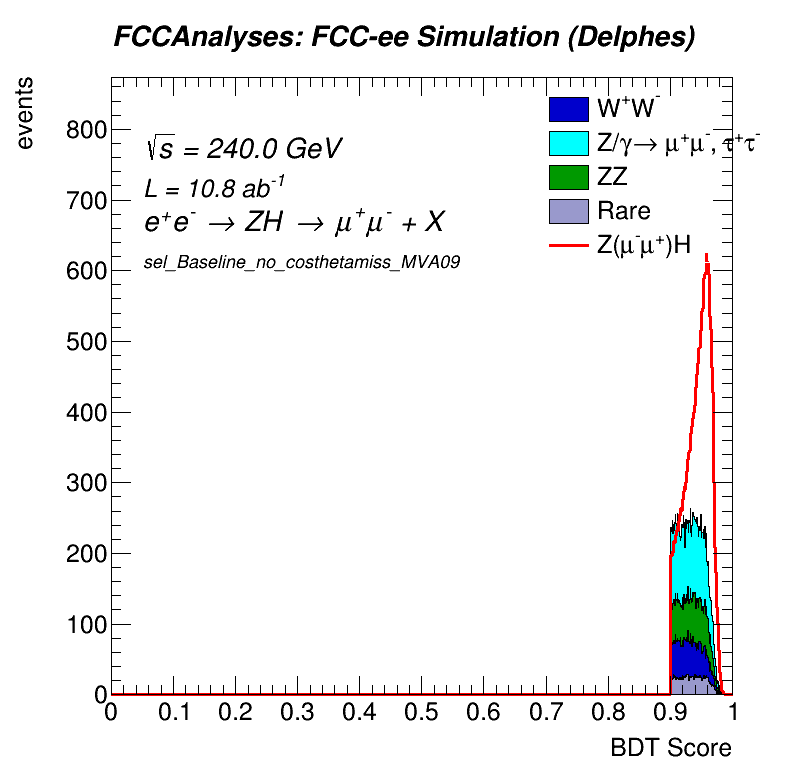 FCCAnalyses: FCC-ee Simulation (Delphes)
events
√s = 240.0 GeV
L = 10.8 ab⁻¹
e⁺e⁻ → ZH → μ⁺μ⁻ + X
sel_Baseline_no_costhetamiss_MVA09
W⁺W⁻
Z/γ→ μ⁺μ⁻, τ⁺τ⁻
ZZ
Rare
Z(μ⁻μ⁺)H
800
700
600
500
400
300
200
100
0
0 0.1 0.2 0.3 0.4 0.5 0.6 0.7 0.8 0.9 1
BDT Score